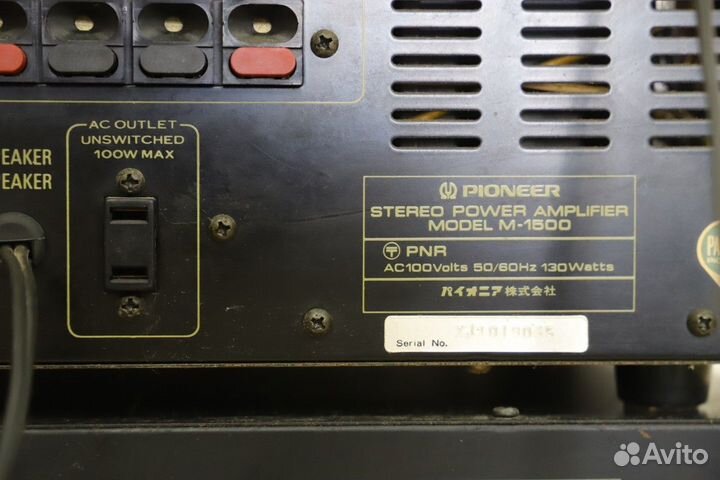 AC OUTLET
UNSWITCHED
100W MAX
EAKER
EAKER
PIONEER
STEREO POWER AMPLIFIER
MODEL M-1500
〒 PNR
AC100Volts 50/60Hz 130Watts
パイオニア株式会社
Serial No.
Avito